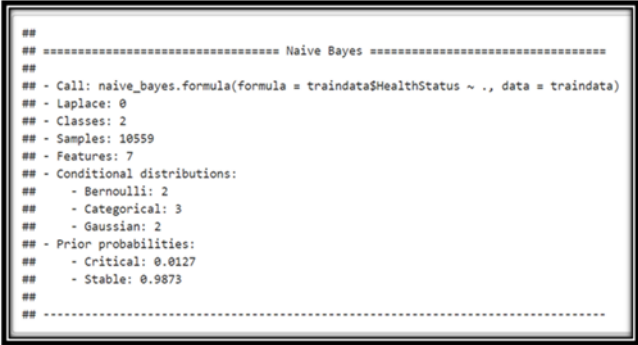 ##
## ================================= Naive Bayes ==================================
##
## - Call: naive_bayes.formula(formula = traindata$HealthStatus ~ ., data = traindata)
## - Laplace: 0
## - Classes: 2
## - Samples: 10559
## - Features: 7
## - Conditional distributions:
##     - Bernoulli: 2
##     - Categorical: 3
##     - Gaussian: 2
## - Prior probabilities:
##     - Critical: 0.0127
##     - Stable: 0.9873
##
## ---------------------------------------------------------------------------------